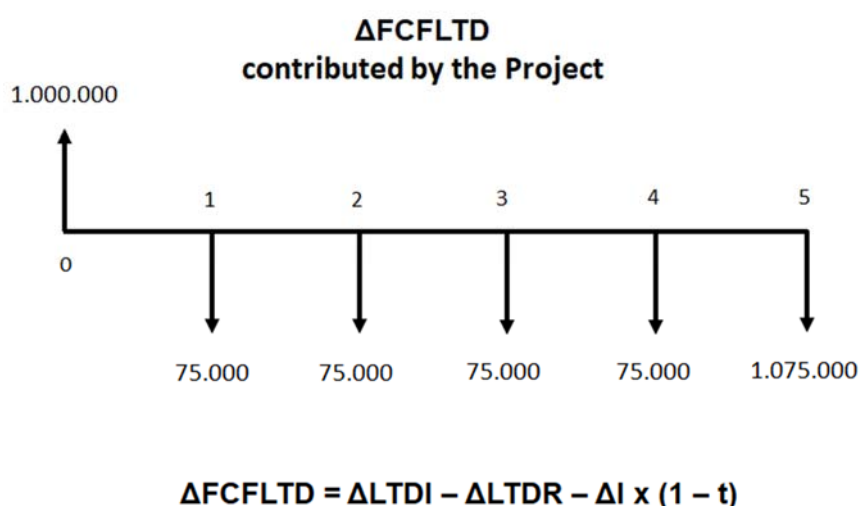 ΔFCFLTD
contributed by the Project
1.000.000
1 2 3 4 5
0
75.000 75.000 75.000 75.000 1.075.000
ΔFCFLTD = ΔLTDI – ΔLTDR – ΔI x (1 – t)